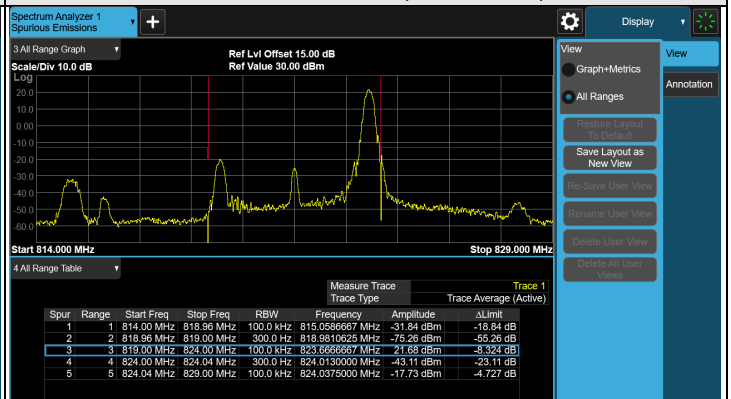 Spectrum Analyzer 1
Spurious Emissions
Display
3 All Range Graph
Scale/Div 10.0 dB
Ref Lvl Offset 15.00 dB
Ref Value 30.00 dBm
Log
20.0
10.0
0.00
-10.0
-20.0
-30.0
-40.0
-50.0
-60.0
Start 814.000 MHz
Stop 829.000 MHz
4 All Range Table
Measure Trace Trace 1
Trace Type Trace Average (Active)
Spur Range Start Freq Stop Freq RBW Frequency Amplitude ΔLimit
1 1 814.00 MHz 818.96 MHz 100.0 kHz 815.0586667 MHz -31.84 dBm -18.84 dB
2 2 818.96 MHz 819.00 MHz 300.0 Hz 818.9810625 MHz -75.26 dBm -55.26 dB
3 3 819.00 MHz 824.00 MHz 100.0 kHz 823.6666667 MHz 21.68 dBm -8.324 dB
4 4 824.00 MHz 824.04 MHz 300.0 Hz 824.0130000 MHz -43.11 dBm -23.11 dB
5 5 824.04 MHz 829.00 MHz 100.0 kHz 824.0375000 MHz -17.73 dBm -4.727 dB
View
Graph+Metrics
All Ranges
Restore Layout
To Default
Save Layout as
New View
Re-Save User View
Rename User View
Delete User View
Delete All User
Views
View
Annotation